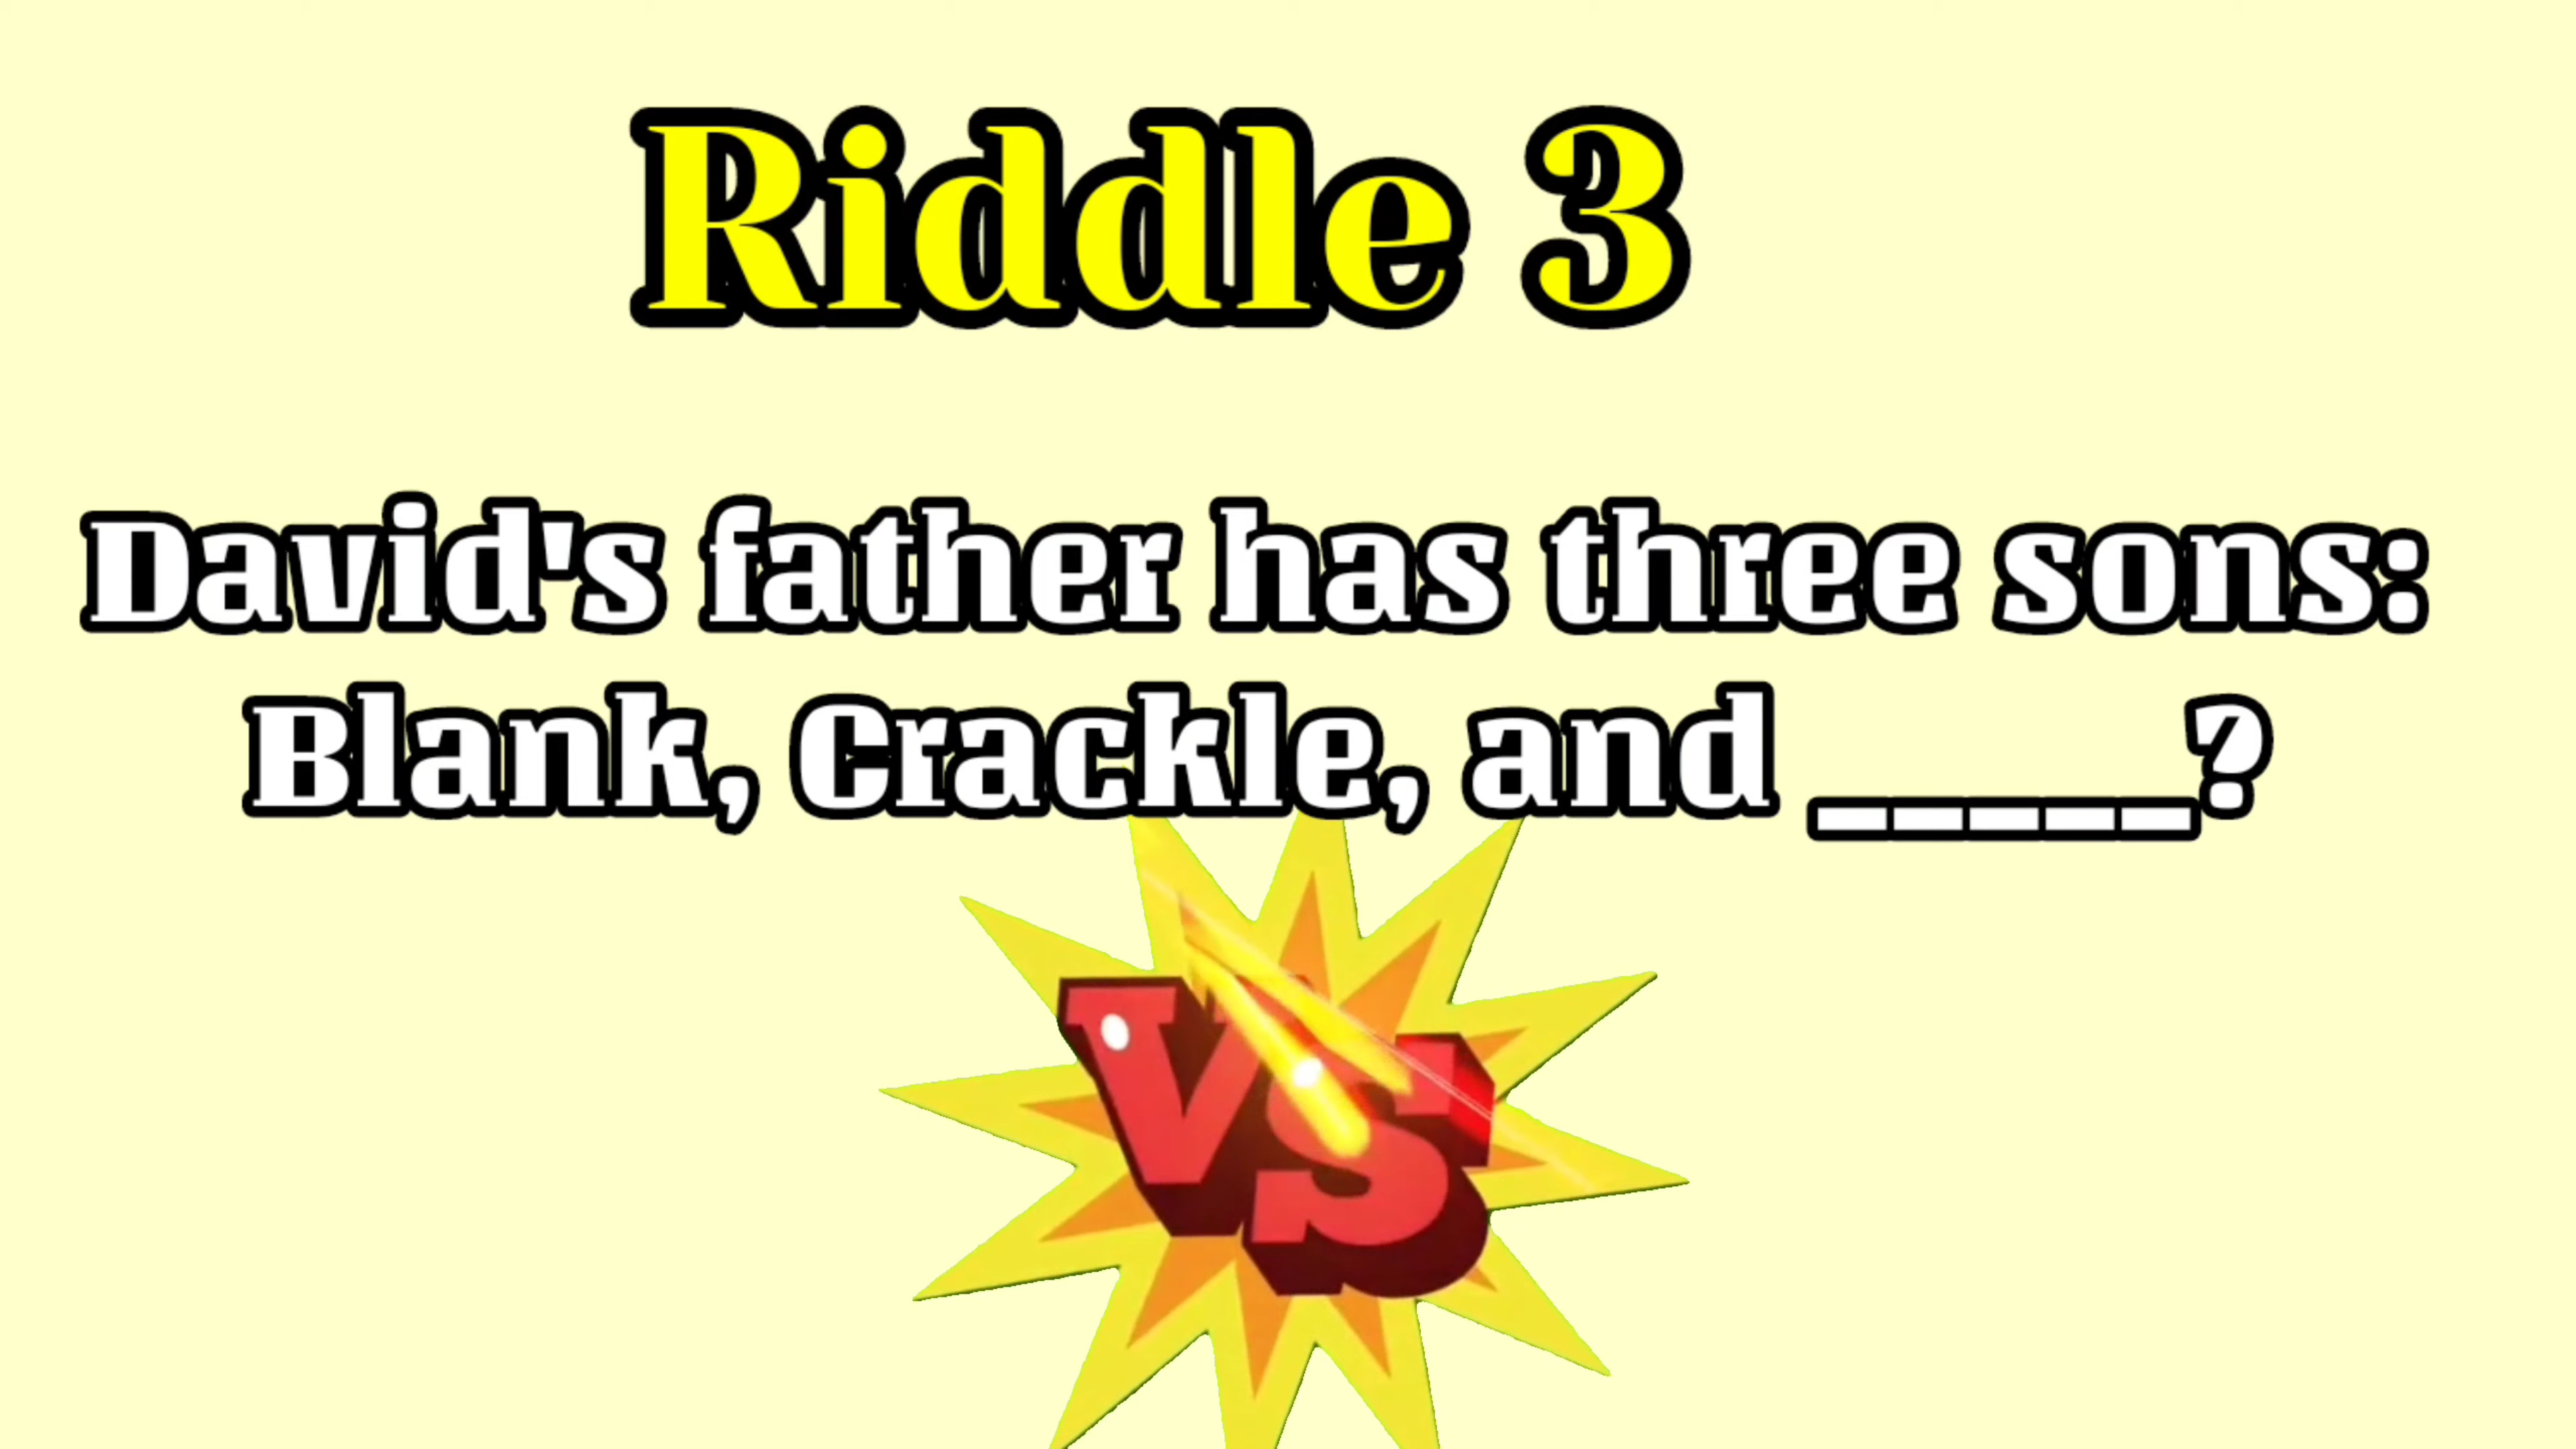 Riddle 3
David's father has three sons:
Blank, Crackle, and _____?
VS